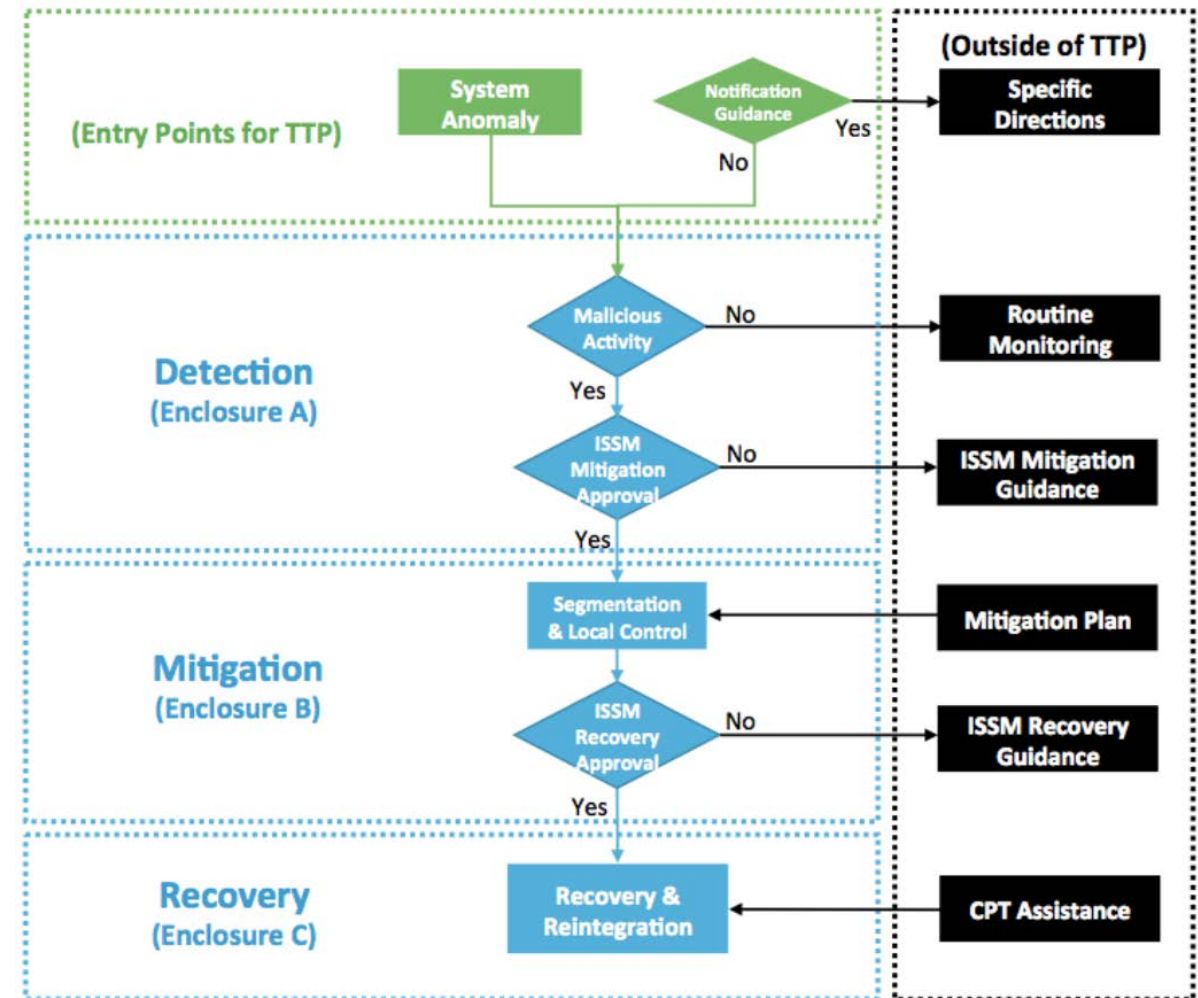 (Outside of TTP)
System
Anomaly
Notification
Guidance
Yes
No
Specific
Directions
(Entry Points for TTP)
Malicious
Activity
No
Yes
Routine
Monitoring
Detection
(Enclosure A)
ISSM
Mitigation
Approval
No
Yes
ISSM Mitigation
Guidance
Segmentation
& Local Control
Mitigation Plan
Mitigation
(Enclosure B)
ISSM
Recovery
Approval
No
Yes
ISSM Recovery
Guidance
Recovery
(Enclosure C)
Recovery &
Reintegration
CPT Assistance